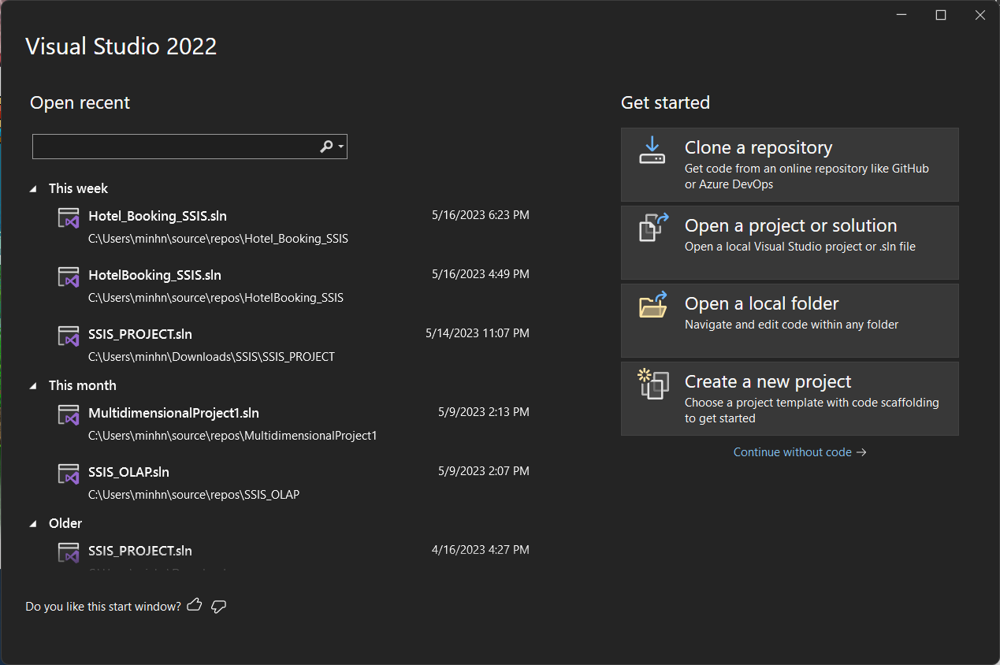 Visual Studio 2022
Open recent
This week
Hotel_Booking_SSIS.sln 5/16/2023 6:23 PM
C:\Users\minhn\source\repos\Hotel_Booking_SSIS
HotelBooking_SSIS.sln 5/16/2023 4:49 PM
C:\Users\minhn\source\repos\HotelBooking_SSIS
SSIS_PROJECT.sln 5/14/2023 11:07 PM
C:\Users\minhn\Downloads\SSIS\SSIS_PROJECT
This month
MultidimensionalProject1.sln 5/9/2023 2:13 PM
C:\Users\minhn\source\repos\MultidimensionalProject1
SSIS_OLAP.sln 5/9/2023 2:07 PM
C:\Users\minhn\source\repos\SSIS_OLAP
Older
SSIS_PROJECT.sln 4/16/2023 4:27 PM
Do you like this start window?
Get started
Clone a repository
Get code from an online repository like GitHub
or Azure DevOps
Open a project or solution
Open a local Visual Studio project or .sln file
Open a local folder
Navigate and edit code within any folder
Create a new project
Choose a project template with code scaffolding
to get started
Continue without code →